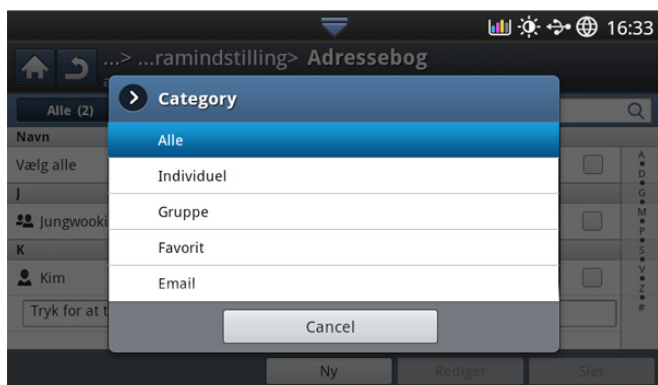 16:33
...> ...ramindstilling> Adressebog
Alle (2)
Category
Navn
Alle
Vælg alle
Individuel
J
Gruppe
Jungwooki
K
Favorit
Kim
Email
Tryk for at t
Cancel
A
D
G
M
P
S
V
Z
#
Ny
Rediger
Slet